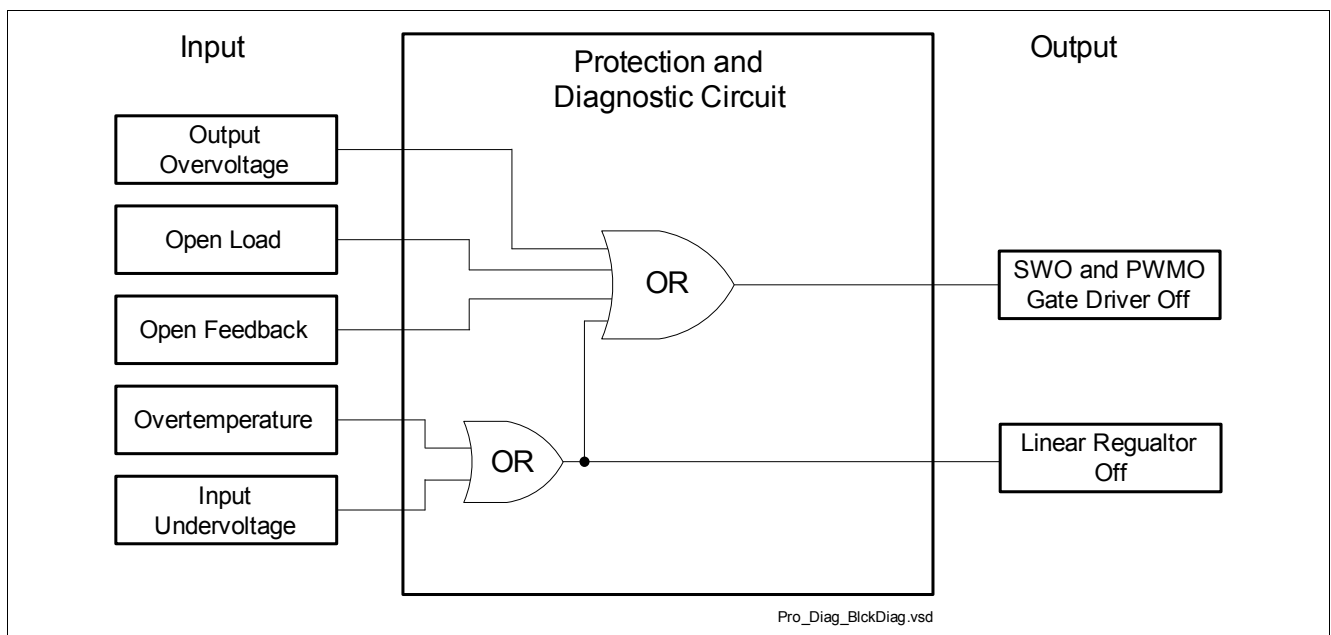 Input
Protection and
Diagnostic Circuit
Output
Output
Overvoltage
Open Load
Open Feedback
Overtemperature
Input
Undervoltage
OR
OR
SWO and PWMO
Gate Driver Off
Linear Regualtor
Off
Pro_Diag_BlckDiag.vsd